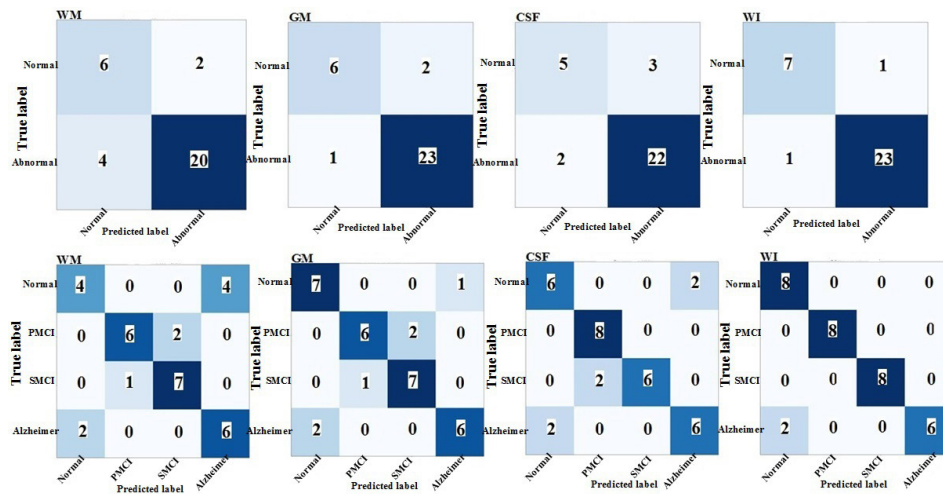 WM
GM
CSF
WI
True label
Normal
6
2
Abnormal
4
20
Normal
Abnormal
Predicted label
True label
Normal
6
2
Abnormal
1
23
Normal
Abnormal
Predicted label
True label
Normal
5
3
Abnormal
2
22
Normal
Abnormal
Predicted label
True label
Normal
7
1
Abnormal
1
23
Normal
Abnormal
Predicted label
WM
True label
Normal
4 0 0 4
PMCI
0 6 2 0
SMCI
0 1 7 0
Alzheimer
2 0 0 6
Normal
PMCI
SMCI
Alzheimer
Predicted label
GM
True label
Normal
7 0 0 1
PMCI
0 6 2 0
SMCI
0 1 7 0
Alzheimer
2 0 0 6
Normal
PMCI
SMCI
Alzheimer
Predicted label
CSF
True label
Normal
6 0 0 2
PMCI
0 8 0 0
SMCI
0 2 6 0
Alzheimer
2 0 0 6
Normal
PMCI
SMCI
Alzheimer
Predicted label
WI
True label
Normal
8 0 0 0
PMCI
0 8 0 0
SMCI
0 0 8 0
Alzheimer
2 0 0 6
Normal
PMCI
SMCI
Alzheimer
Predicted label